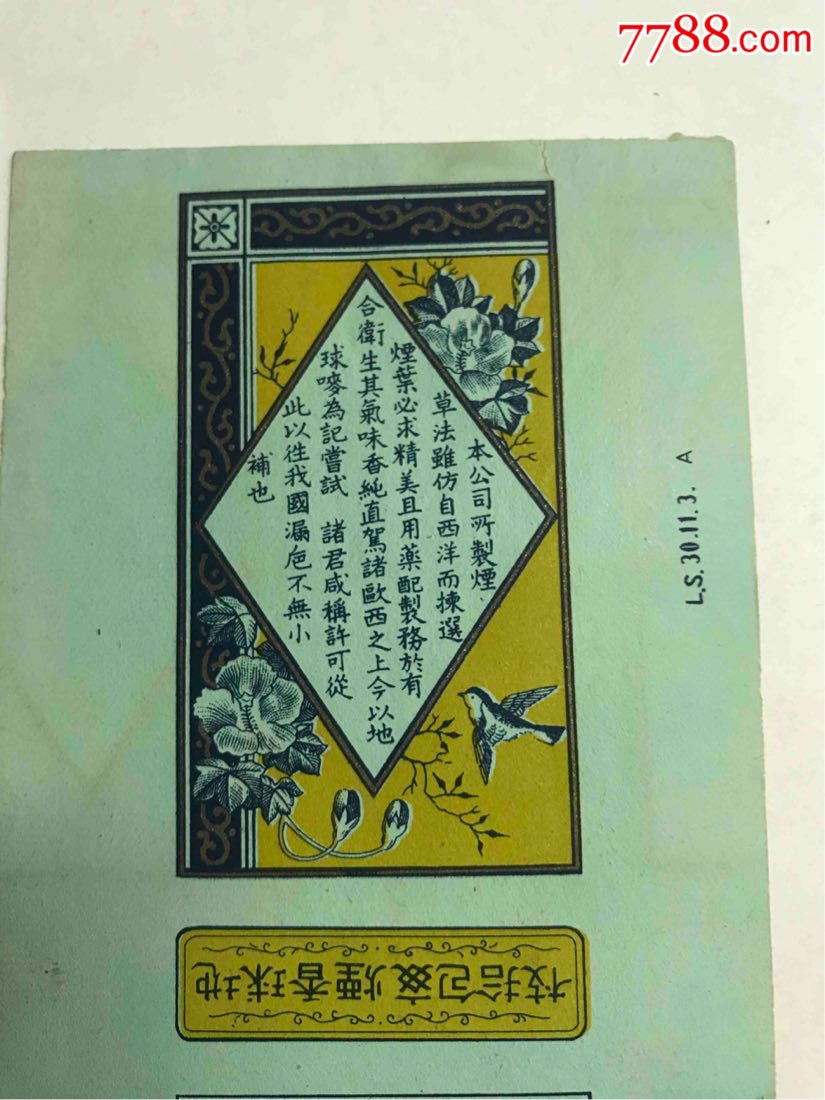 7788.com
本公司所製煙
草法雖仿自西洋而揀選
煙葉必求精美且用藥配製務於有
合衛生其氣味香純直駕諸歐西之上今以地
球嘜為記嘗試 諸君咸稱許可從
此以往我國漏卮不無小
補也
L.S. 30.11.3. A
地球香煙每包拾枝